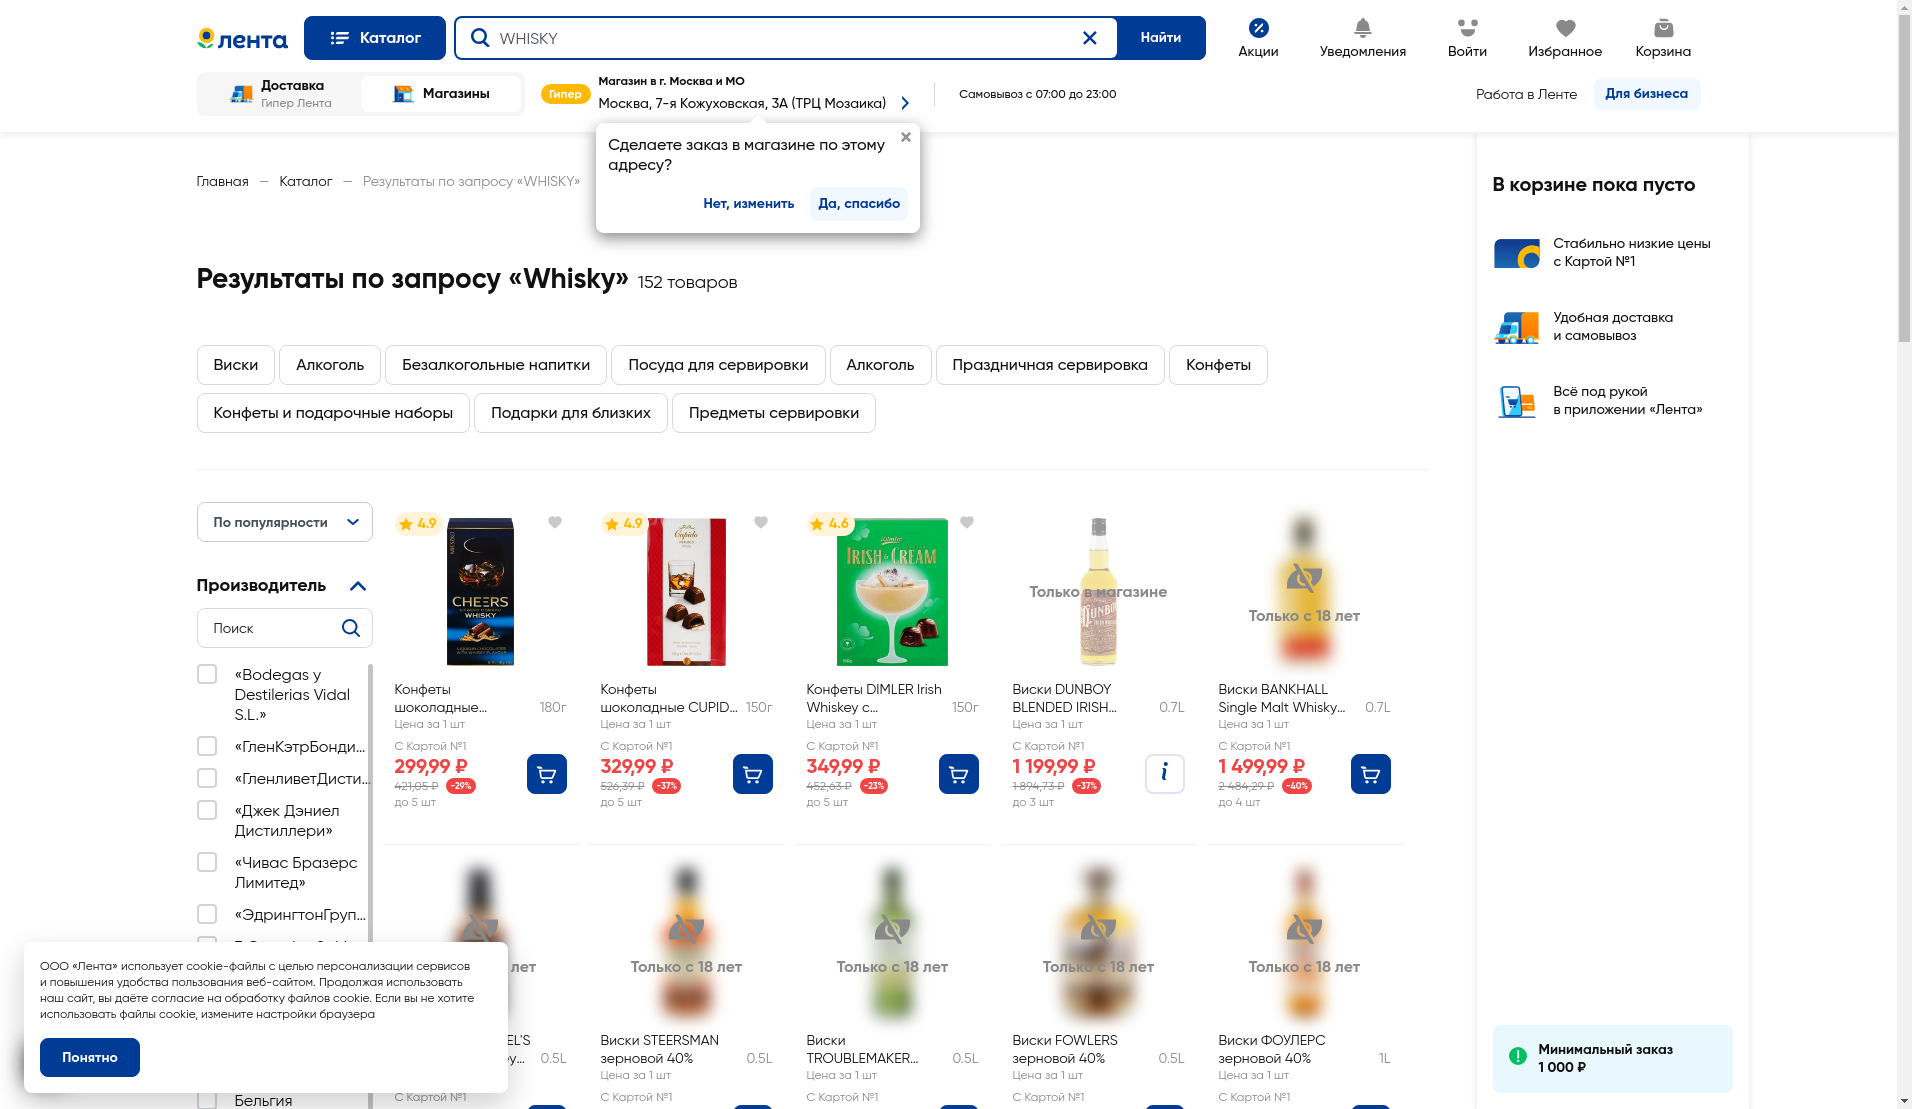 лента
Каталог
WHISKY
Найти
Акции
Уведомления
Войти
Избранное
Корзина
Доставка
Гипер Лента
Магазины
Гипер
Магазин в г. Москва и МО
Москва, 7-я Кожуховская, 3А (ТРЦ Мозаика)
Самовывоз с 07:00 до 23:00
Работа в Ленте
Для бизнеса
Сделаете заказ в магазине по этому
адресу?
Нет, изменить
Да, спасибо
Главная — Каталог — Результаты по запросу «WHISKY»
Результаты по запросу «Whisky» 152 товаров
Виски
Алкоголь
Безалкогольные напитки
Посуда для сервировки
Алкоголь
Праздничная сервировка
Конфеты
Конфеты и подарочные наборы
Подарки для близких
Предметы сервировки
По популярности
Производитель
Поиск
«Bodegas y
Destilerias Vidal
S.L.»
«ГленКэтрБонди...
«ГленливетДисти...
«Джек Дэниел
Дистиллери»
«Чивас Бразерс
Лимитед»
«ЭдрингтонГруп...
Бельгия
4.9
CHEERS
WHISKY
Конфеты
шоколадные...
180г
Цена за 1 шт
С Картой №1
299,99 ₽
421,05 ₽
-29%
до 5 шт
4.9
Cupido
Конфеты
шоколадные CUPID...
150г
Цена за 1 шт
С Картой №1
329,99 ₽
526,39 ₽
-37%
до 5 шт
4.6
Dimler
IRISH & CREAM
Конфеты DIMLER Irish
Whiskey с...
150г
Цена за 1 шт
С Картой №1
349,99 ₽
452,63 ₽
-23%
до 5 шт
Только в магазине
DUNBOY
Виски DUNBOY
BLENDED IRISH...
0.7L
Цена за 1 шт
С Картой №1
1 199,99 ₽
1 894,73 ₽
-37%
i
до 3 шт
Только с 18 лет
Виски BANKHALL
Single Malt Whisky...
0.7L
Цена за 1 шт
С Картой №1
1 499,99 ₽
2 484,29 ₽
-40%
до 4 шт
лет
EL'S
ey...
0.5L
С Картой №1
Только с 18 лет
Виски STEERSMAN
зерновой 40%
0.5L
Цена за 1 шт
С Картой №1
Только с 18 лет
Виски
TROUBLEMAKER...
0.5L
Цена за 1 шт
С Картой №1
Только с 18 лет
Виски FOWLERS
зерновой 40%
0.5L
Цена за 1 шт
С Картой №1
Только с 18 лет
Виски ФОУЛЕРС
зерновой 40%
1L
Цена за 1 шт
С Картой №1
В корзине пока пусто
Стабильно низкие цены
с Картой №1
Удобная доставка
и самовывоз
Всё под рукой
в приложении «Лента»
Минимальный заказ
1 000 ₽
ООО «Лента» использует cookie-файлы с целью персонализации сервисов
и повышения удобства пользования веб-сайтом. Продолжая использовать
наш сайт, вы даёте согласие на обработку файлов cookie. Если вы не хотите
использовать файлы cookie, измените настройки браузера
Понятно